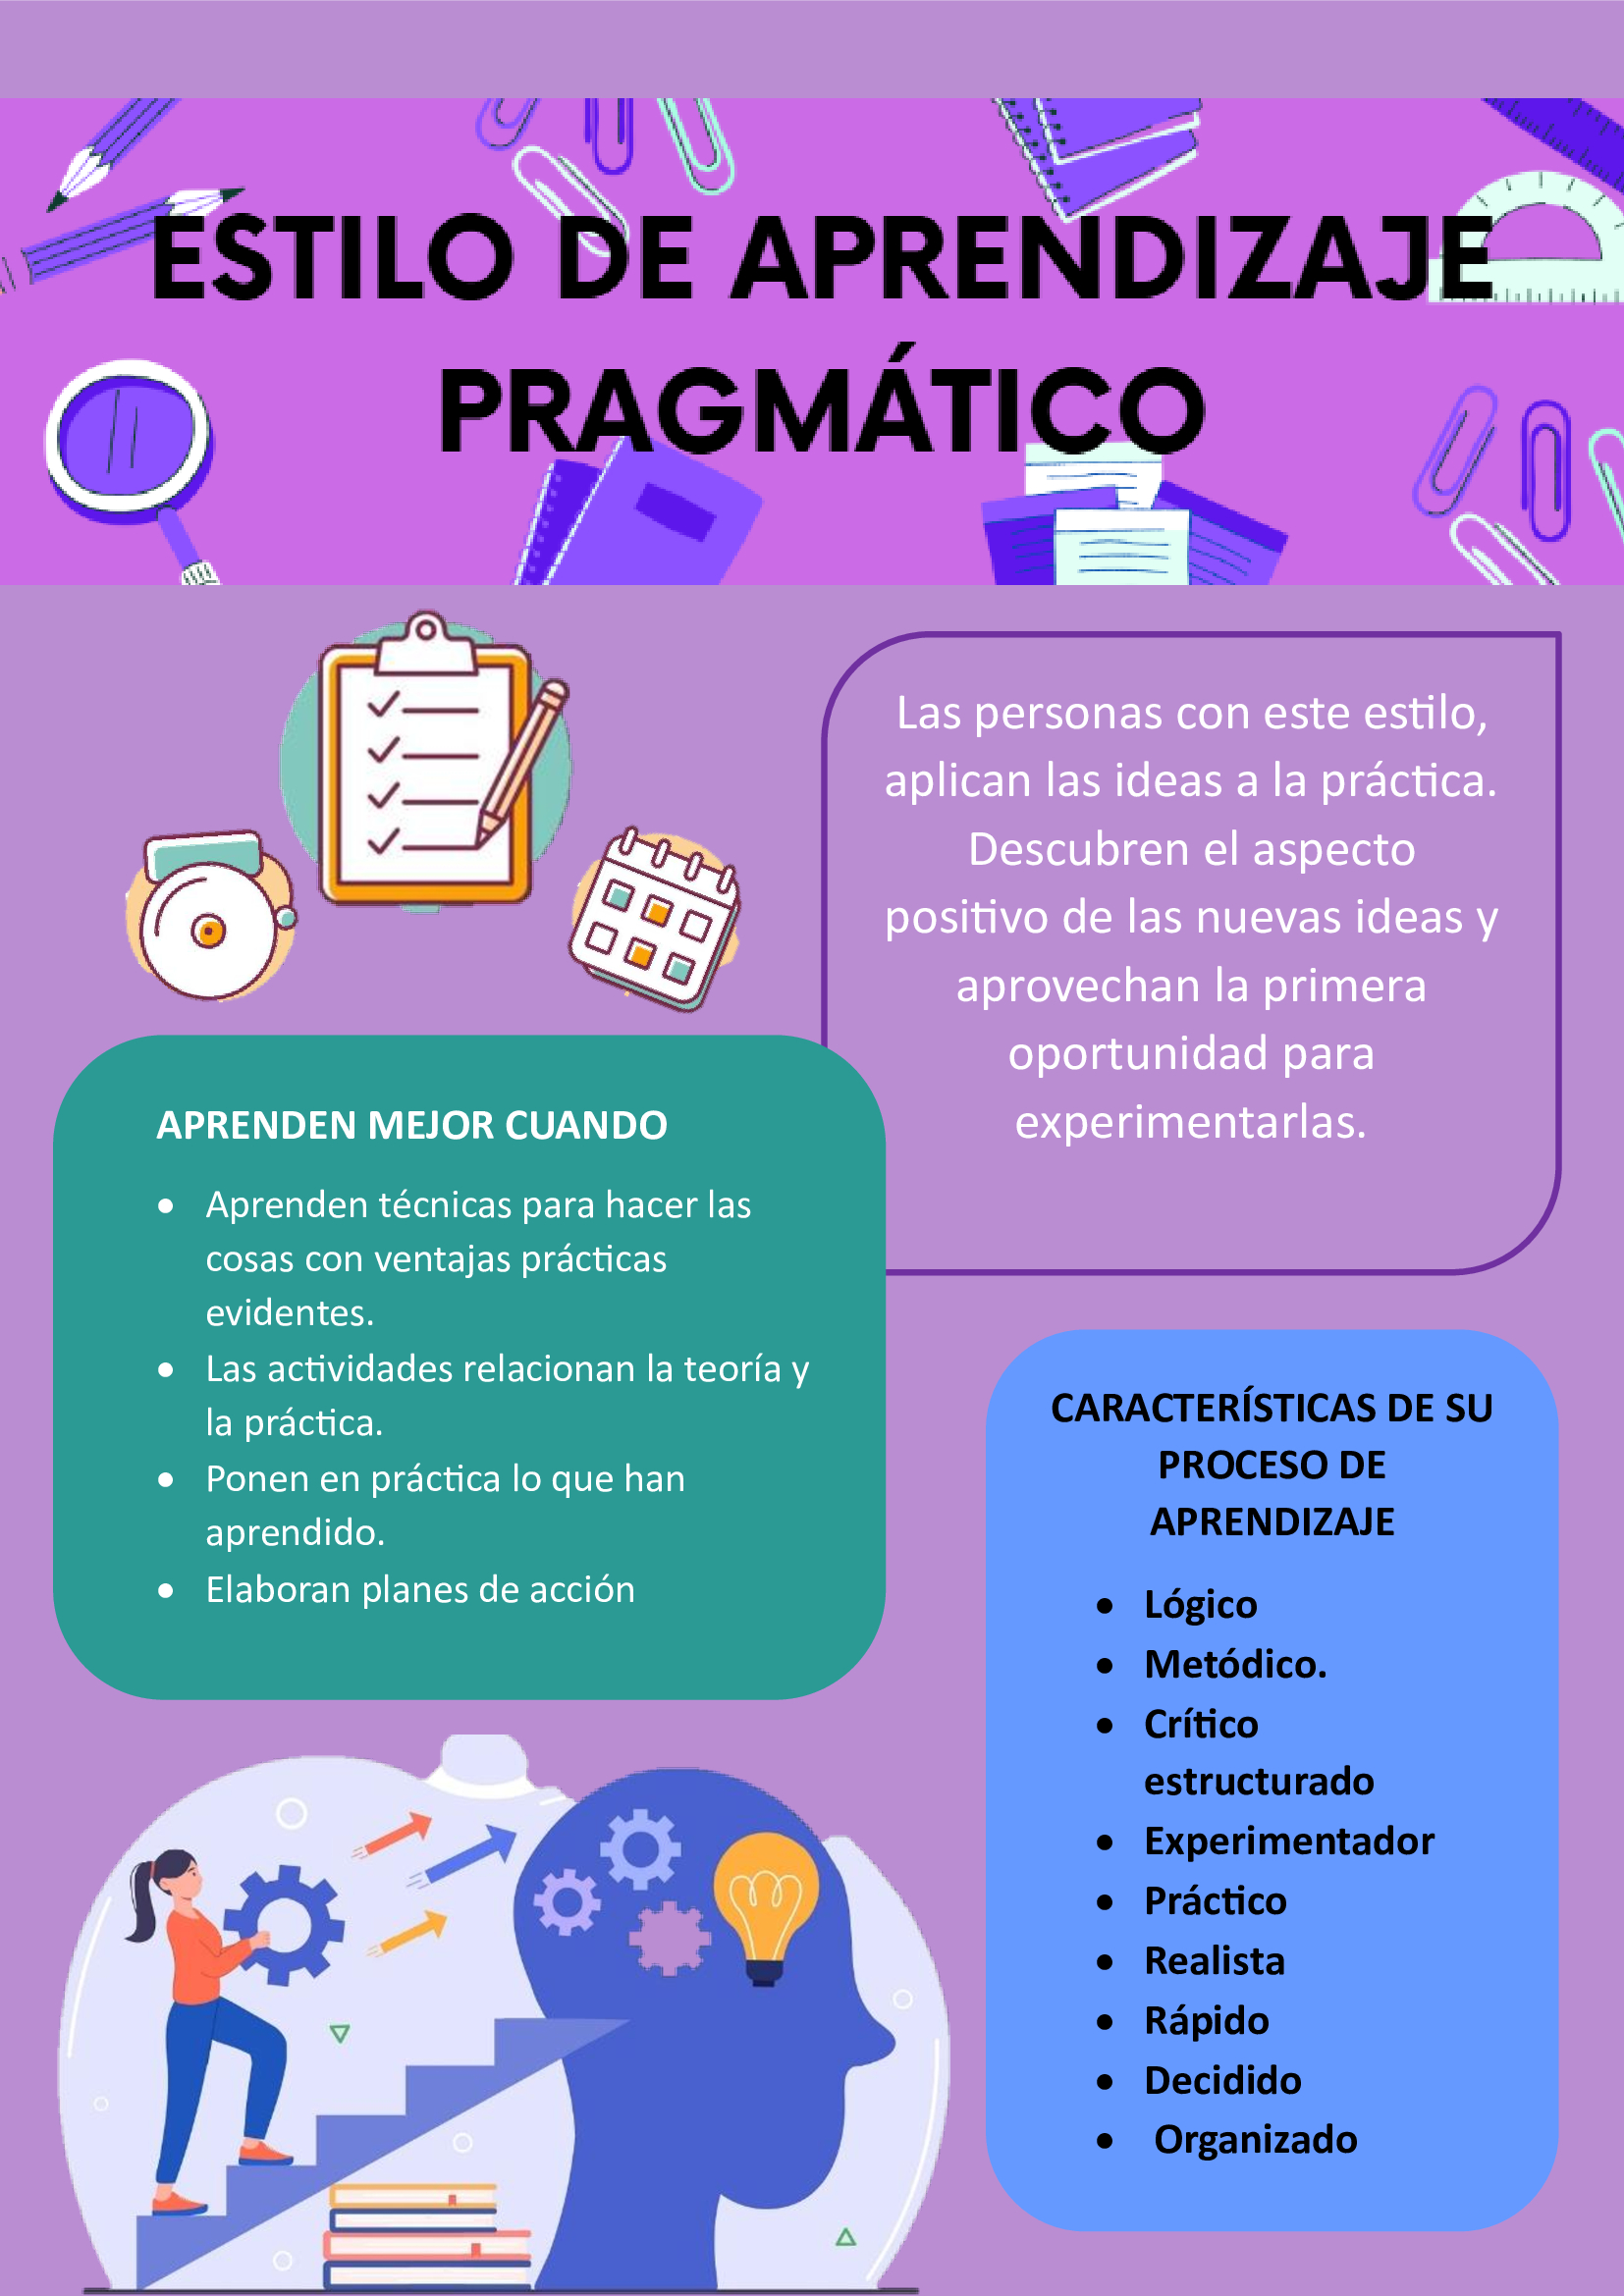 ESTILO DE APRENDIZAJE
PRAGMÁTICO
Las personas con este estilo,
aplican las ideas a la práctica.
Descubren el aspecto
positivo de las nuevas ideas y
aprovechan la primera
oportunidad para
experimentarlas.
APRENDEN MEJOR CUANDO
• Aprenden técnicas para hacer las
cosas con ventajas prácticas
evidentes.
• Las actividades relacionan la teoría y
la práctica.
• Ponen en práctica lo que han
aprendido.
• Elaboran planes de acción
CARACTERÍSTICAS DE SU
PROCESO DE
APRENDIZAJE
• Lógico
• Metódico.
• Crítico
estructurado
• Experimentador
• Práctico
• Realista
• Rápido
• Decidido
• Organizado